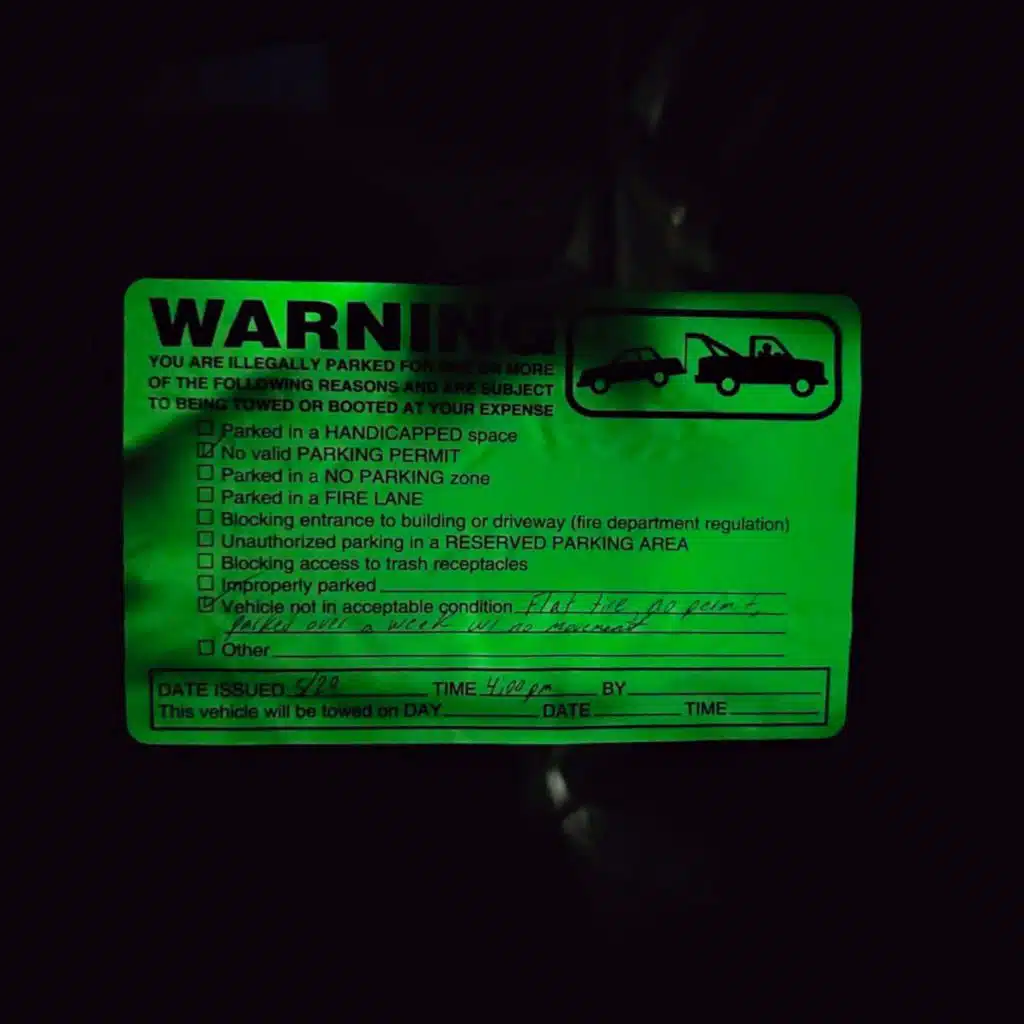 WARNING
YOU ARE ILLEGALLY PARKED FOR ONE OR MORE
OF THE FOLLOWING REASONS AND ARE SUBJECT
TO BEING TOWED OR BOOTED AT YOUR EXPENSE
Parked in a HANDICAPPED space
No valid PARKING PERMIT
Parked in a NO PARKING zone
Parked in a FIRE LANE
Blocking entrance to building or driveway (fire department regulation)
Unauthorized parking in a RESERVED PARKING AREA
Blocking access to trash receptacles
Improperly parked
Vehicle not in acceptable condition Flat tire, no permit,
parked over a week w/ no movement
Other
DATE ISSUED 5/29 TIME 4:00pm BY
This vehicle will be towed on DAY DATE TIME